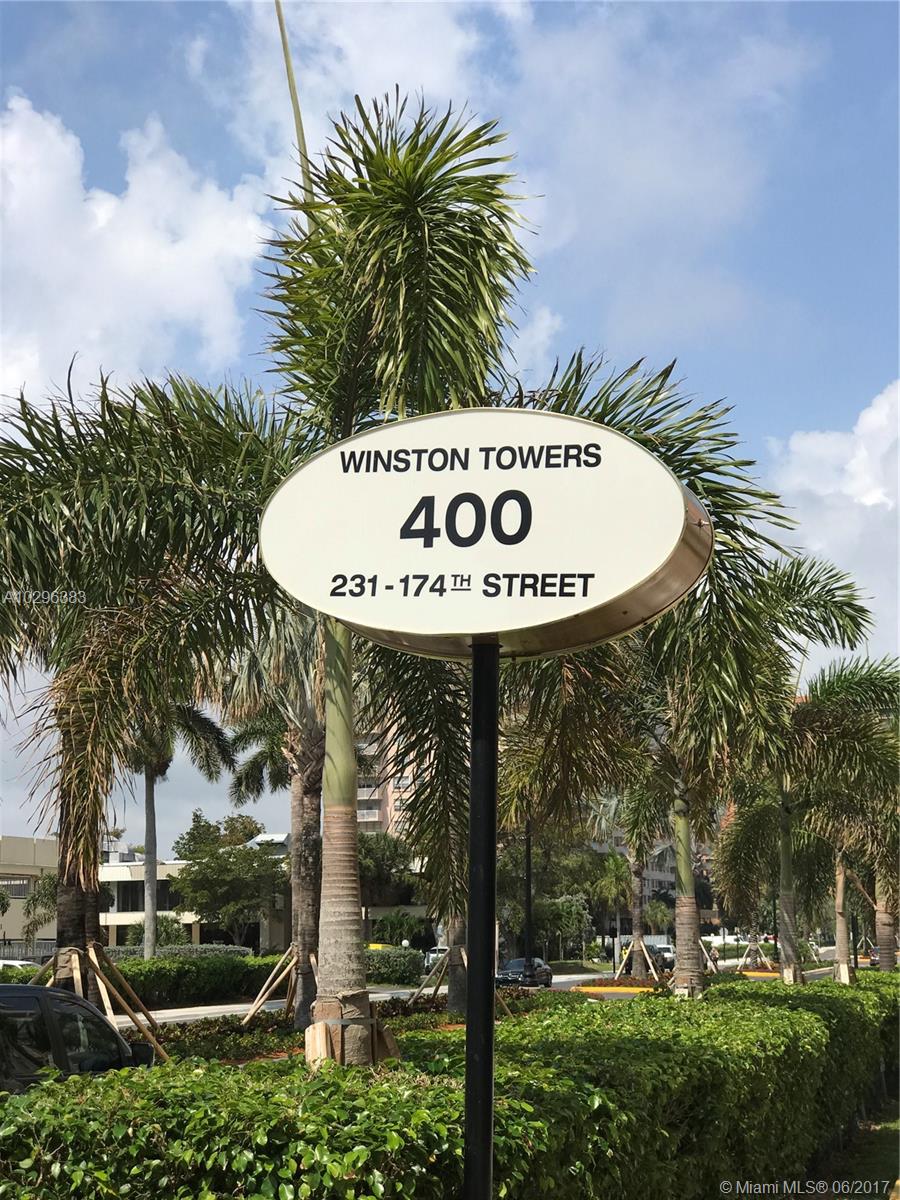 WINSTON TOWERS
400
231-174TH STREET
A10296383
©Miami MLS® 06/2017